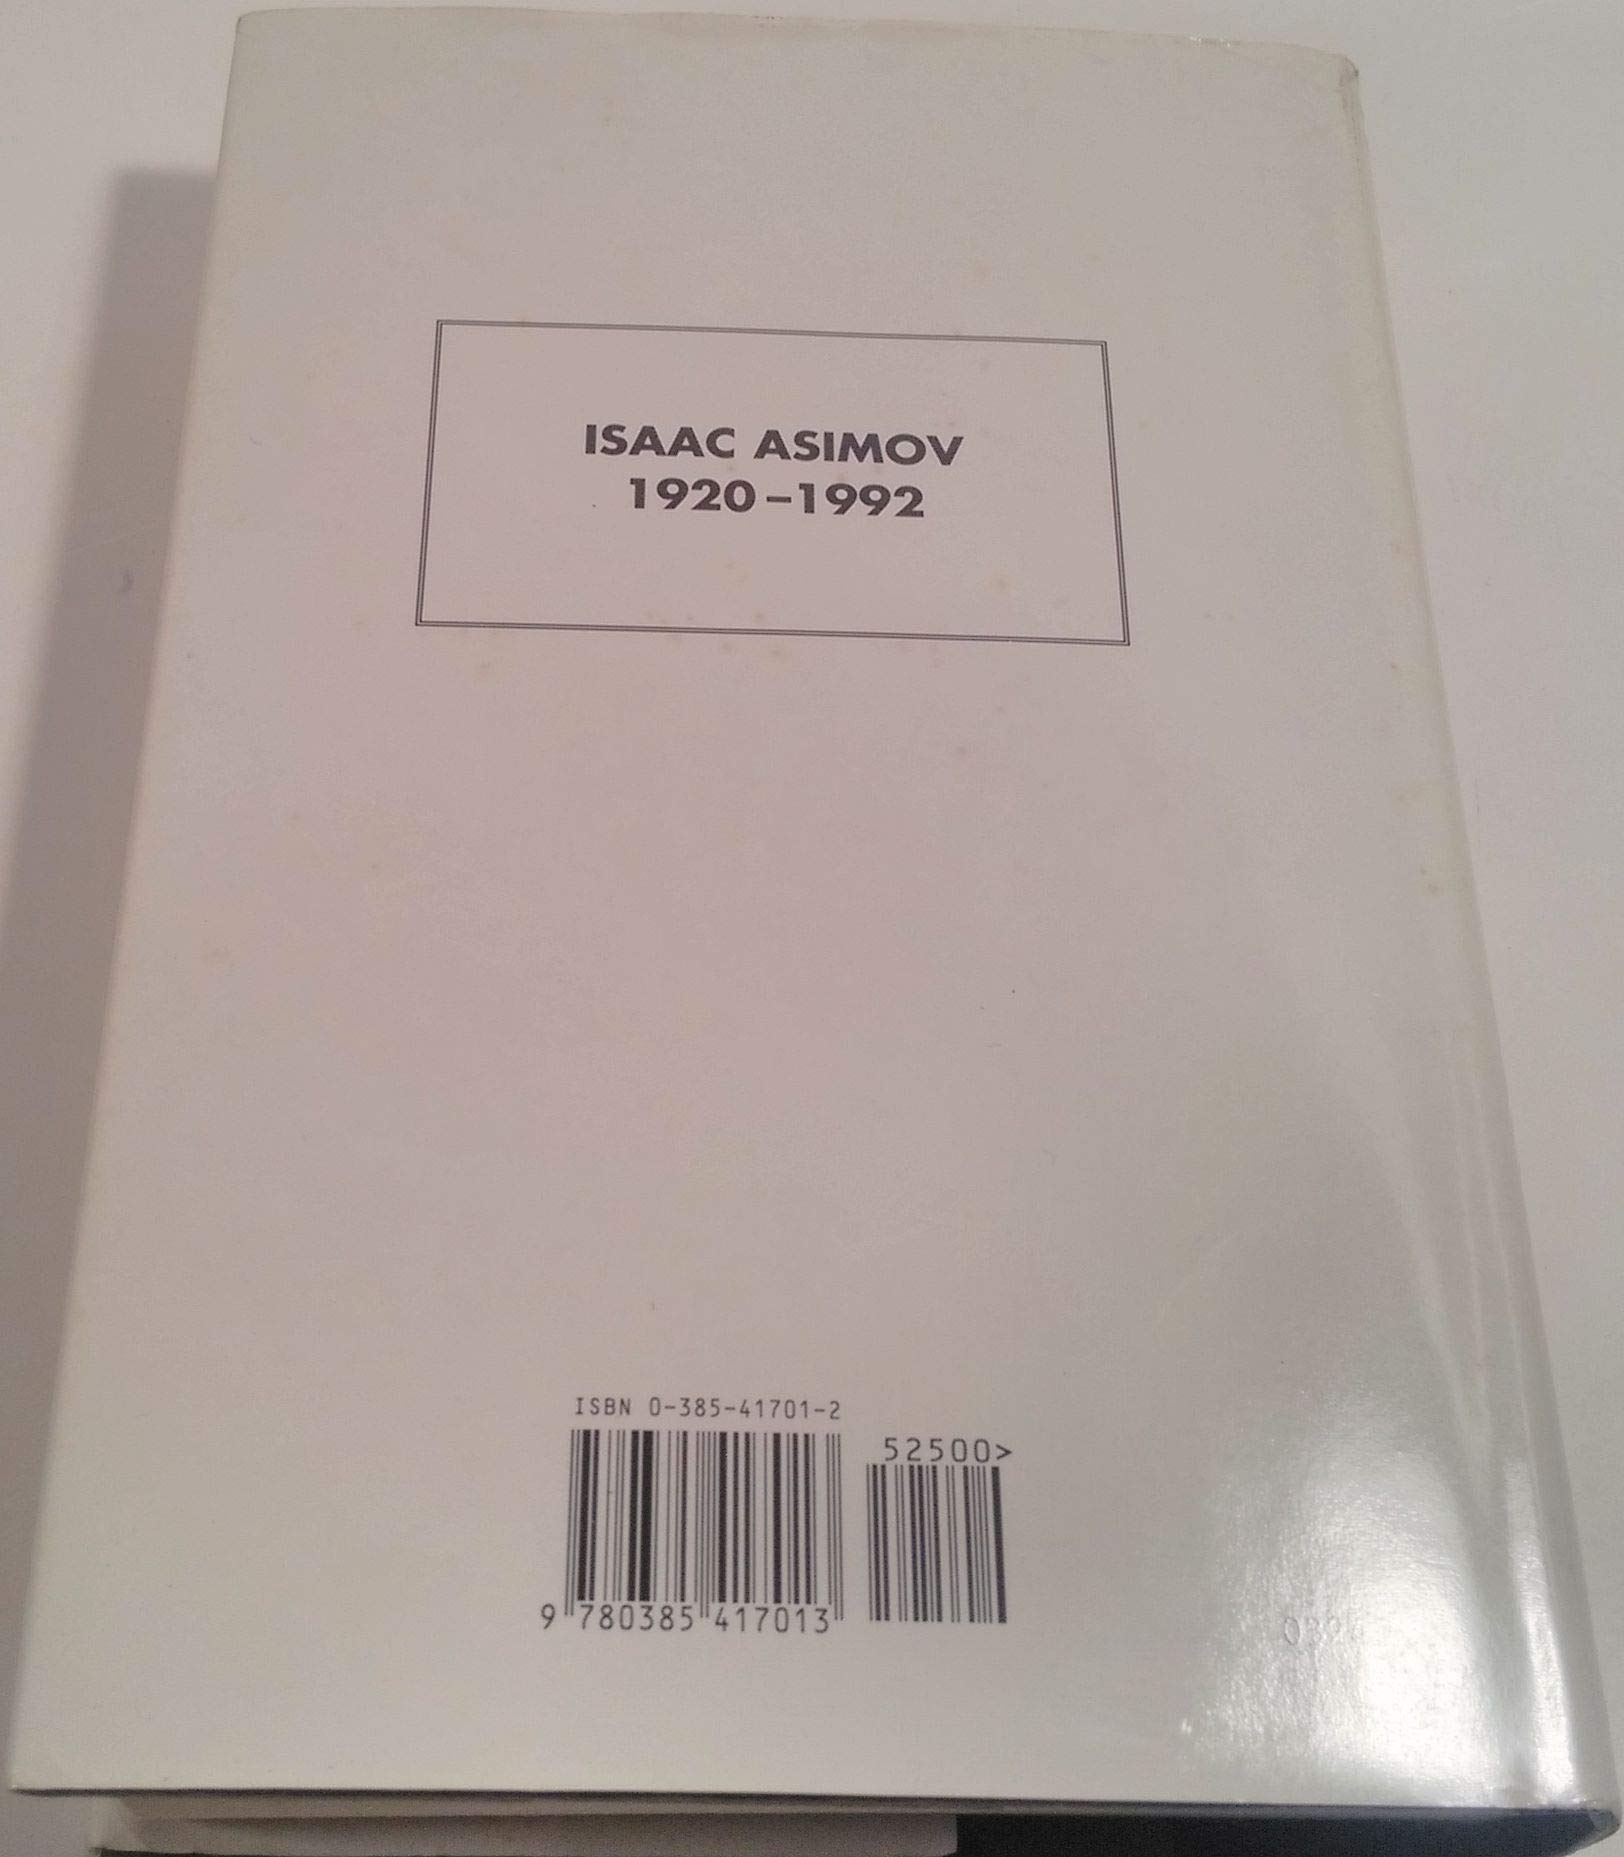 ISAAC ASIMOV
1920–1992
ISBN 0-385-41701-2
52500>
9 780385 417013